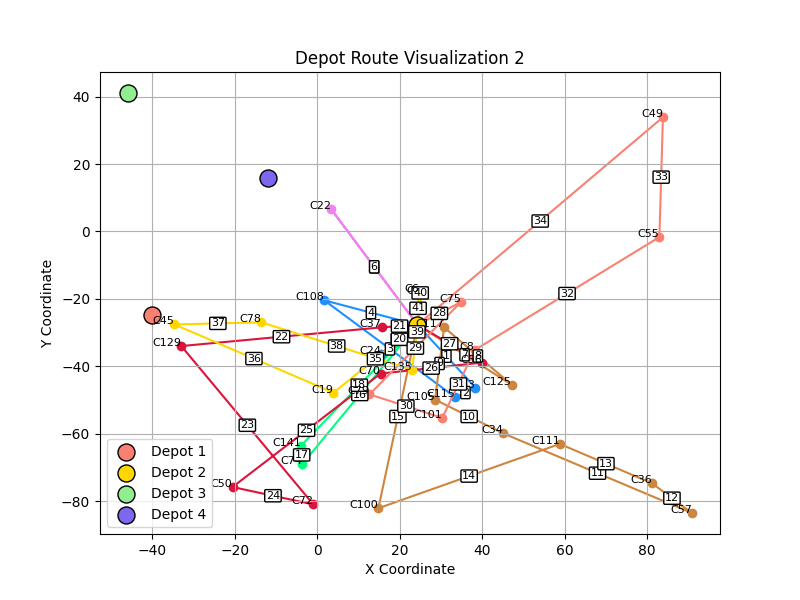 Depot Route Visualization 2
Y Coordinate
40
20
0
−20
−40
−60
−80
C49
C22
34
33
C55
6
32
40
C108
C75
41
4
28
C45
37
C78
C37
21
22
39
20
27
C129
38
29
3
36
35
C8
C70
C135
26
C125
18
31
C19
16
2
C105
30
C101
15
10
23
25
C34
C141
C111
17
13
11
14
C36
C50
24
12
C72
C100
C57
Depot 1
Depot 2
Depot 3
Depot 4
−40
−20
0
20
40
60
80
X Coordinate